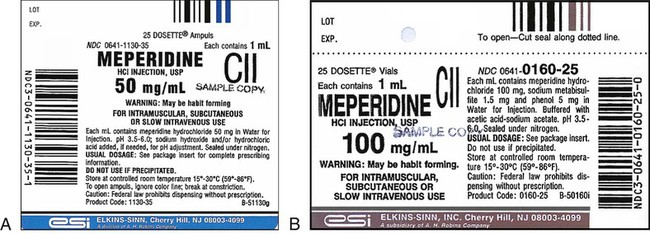 LOT
EXP.
25 DOSETTE® Ampuls
NDC 0641-1130-35
Each contains 1 mL
MEPERIDINE
CII
HCl INJECTION, USP
50 mg/mL
SAMPLE COPY
WARNING: May be habit forming
FOR INTRAMUSCULAR, SUBCUTANEOUS
OR SLOW INTRAVENOUS USE
Each mL contains meperidine hydrochloride 50 mg in Water for
Injection. pH 3.5-6.0; sodium hydroxide and/or hydrochloric
acid added, if needed, for pH adjustment. Sealed under nitrogen.
USUAL DOSAGE: See package insert for complete prescribing
information.
DO NOT USE IF PRECIPITATED.
Store at controlled room temperature 15°-30°C (59°-86°F).
To open ampuls, ignore color line; break at constriction.
Caution: Federal law prohibits dispensing without prescription.
Product Code: 1130-35
B-51130g
NDC3-0641-1130-35-1
esi
ELKINS-SINN, Cherry Hill, NJ 08003-4099
A division of A. H. Robins Company
A
LOT
EXP.
To open—Cut seal along dotted line.
25 DOSETTE® Vials
Each contains 1 mL
MEPERIDINE
CII
HCl INJECTION, USP
SAMPLE COPY
100 mg/mL
WARNING: May be habit forming.
FOR INTRAMUSCULAR,
SUBCUTANEOUS OR
SLOW INTRAVENOUS USE
NDC 0641-0160-25
Each mL contains meperidine hydro-
chloride 100 mg, sodium metabisul-
fite 1.5 mg and phenol 5 mg in
Water for Injection. Buffered with
acetic acid-sodium acetate. pH 3.5-
6.0. Sealed under nitrogen.
USUAL DOSAGE: See package insert.
Do not use if precipitated.
Store at controlled room tempera-
ture 15°-30°C (59°-86°F).
Caution: Federal law prohibits dis-
pensing without prescription.
Product Code: 0160-25
B-50160i
NDC3-0641-0160-25-0
esi
ELKINS-SINN, INC. Cherry Hill, NJ 08003-4099
A subsidiary of A. H. Robins Company
B